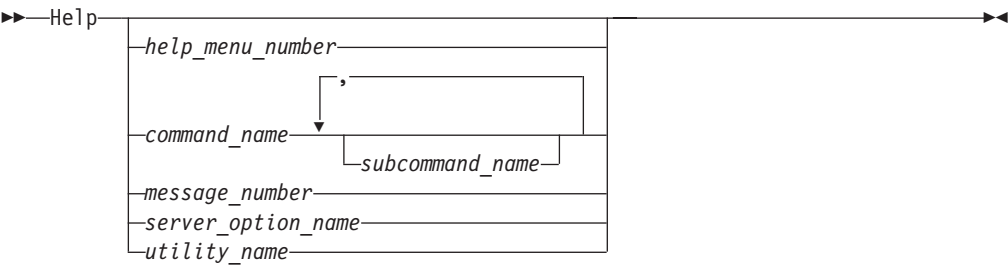 Help
help_menu_number
,
command_name
subcommand_name
message_number
server_option_name
utility_name